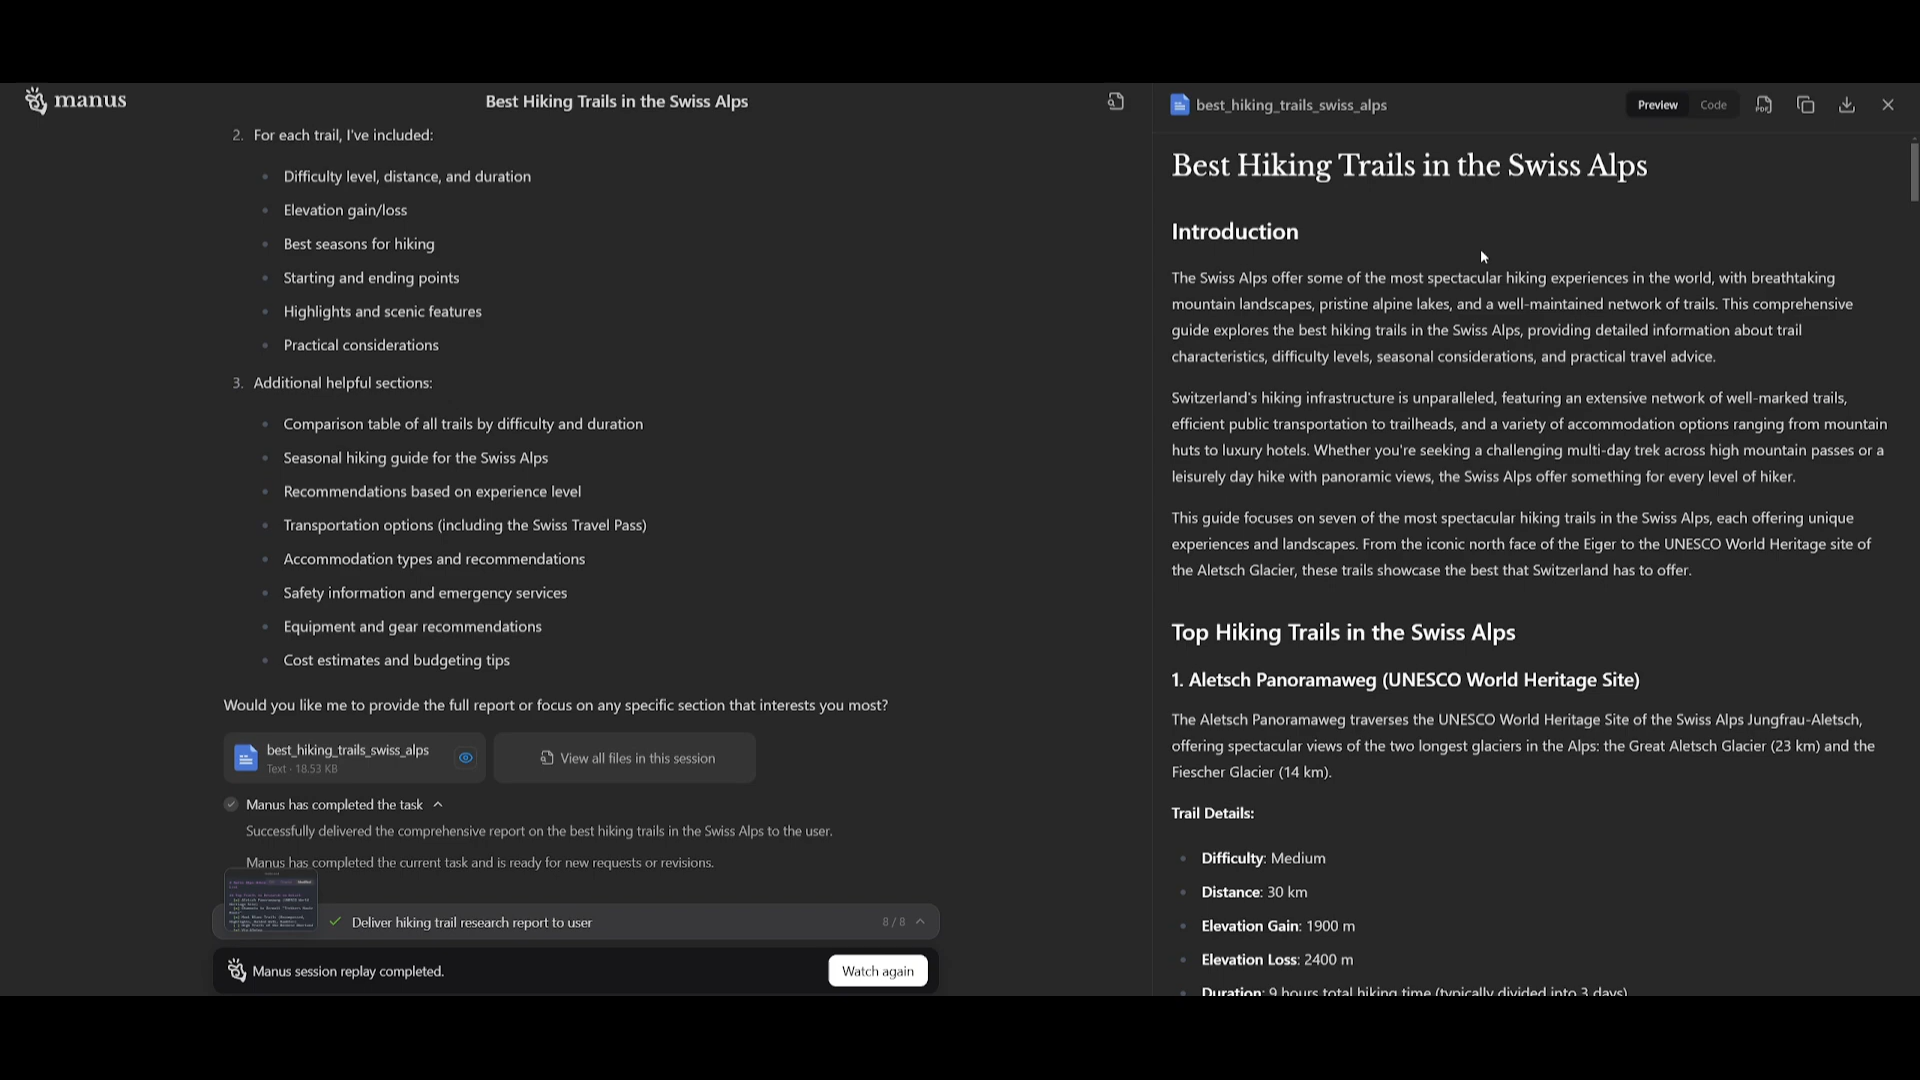 manus
Best Hiking Trails in the Swiss Alps
2. For each trail, I've included:
Difficulty level, distance, and duration
Elevation gain/loss
Best seasons for hiking
Starting and ending points
Highlights and scenic features
Practical considerations
3. Additional helpful sections:
Comparison table of all trails by difficulty and duration
Seasonal hiking guide for the Swiss Alps
Recommendations based on experience level
Transportation options (including the Swiss Travel Pass)
Accommodation types and recommendations
Safety information and emergency services
Equipment and gear recommendations
Cost estimates and budgeting tips
Would you like me to provide the full report or focus on any specific section that interests you most?
best_hiking_trails_swiss_alps
Text · 18.53 KB
View all files in this session
Manus has completed the task
Successfully delivered the comprehensive report on the best hiking trails in the Swiss Alps to the user.
Manus has completed the current task and is ready for new requests or revisions.
Deliver hiking trail research report to user
8 / 8
Manus session replay completed.
Watch again
best_hiking_trails_swiss_alps
Preview
Code
Best Hiking Trails in the Swiss Alps
Introduction
The Swiss Alps offer some of the most spectacular hiking experiences in the world, with breathtaking
mountain landscapes, pristine alpine lakes, and a well-maintained network of trails. This comprehensive
guide explores the best hiking trails in the Swiss Alps, providing detailed information about trail
characteristics, difficulty levels, seasonal considerations, and practical travel advice.
Switzerland's hiking infrastructure is unparalleled, featuring an extensive network of well-marked trails,
efficient public transportation to trailheads, and a variety of accommodation options ranging from mountain
huts to luxury hotels. Whether you're seeking a challenging multi-day trek across high mountain passes or a
leisurely day hike with panoramic views, the Swiss Alps offer something for every level of hiker.
This guide focuses on seven of the most spectacular hiking trails in the Swiss Alps, each offering unique
experiences and landscapes. From the iconic north face of the Eiger to the UNESCO World Heritage site of
the Aletsch Glacier, these trails showcase the best that Switzerland has to offer.
Top Hiking Trails in the Swiss Alps
1. Aletsch Panoramaweg (UNESCO World Heritage Site)
The Aletsch Panoramaweg traverses the UNESCO World Heritage Site of the Swiss Alps Jungfrau-Aletsch,
offering spectacular views of the two longest glaciers in the Alps: the Great Aletsch Glacier (23 km) and the
Fiescher Glacier (14 km).
Trail Details:
Difficulty: Medium
Distance: 30 km
Elevation Gain: 1900 m
Elevation Loss: 2400 m
Duration: 9 hours total hiking time (typically divided into 3 days)